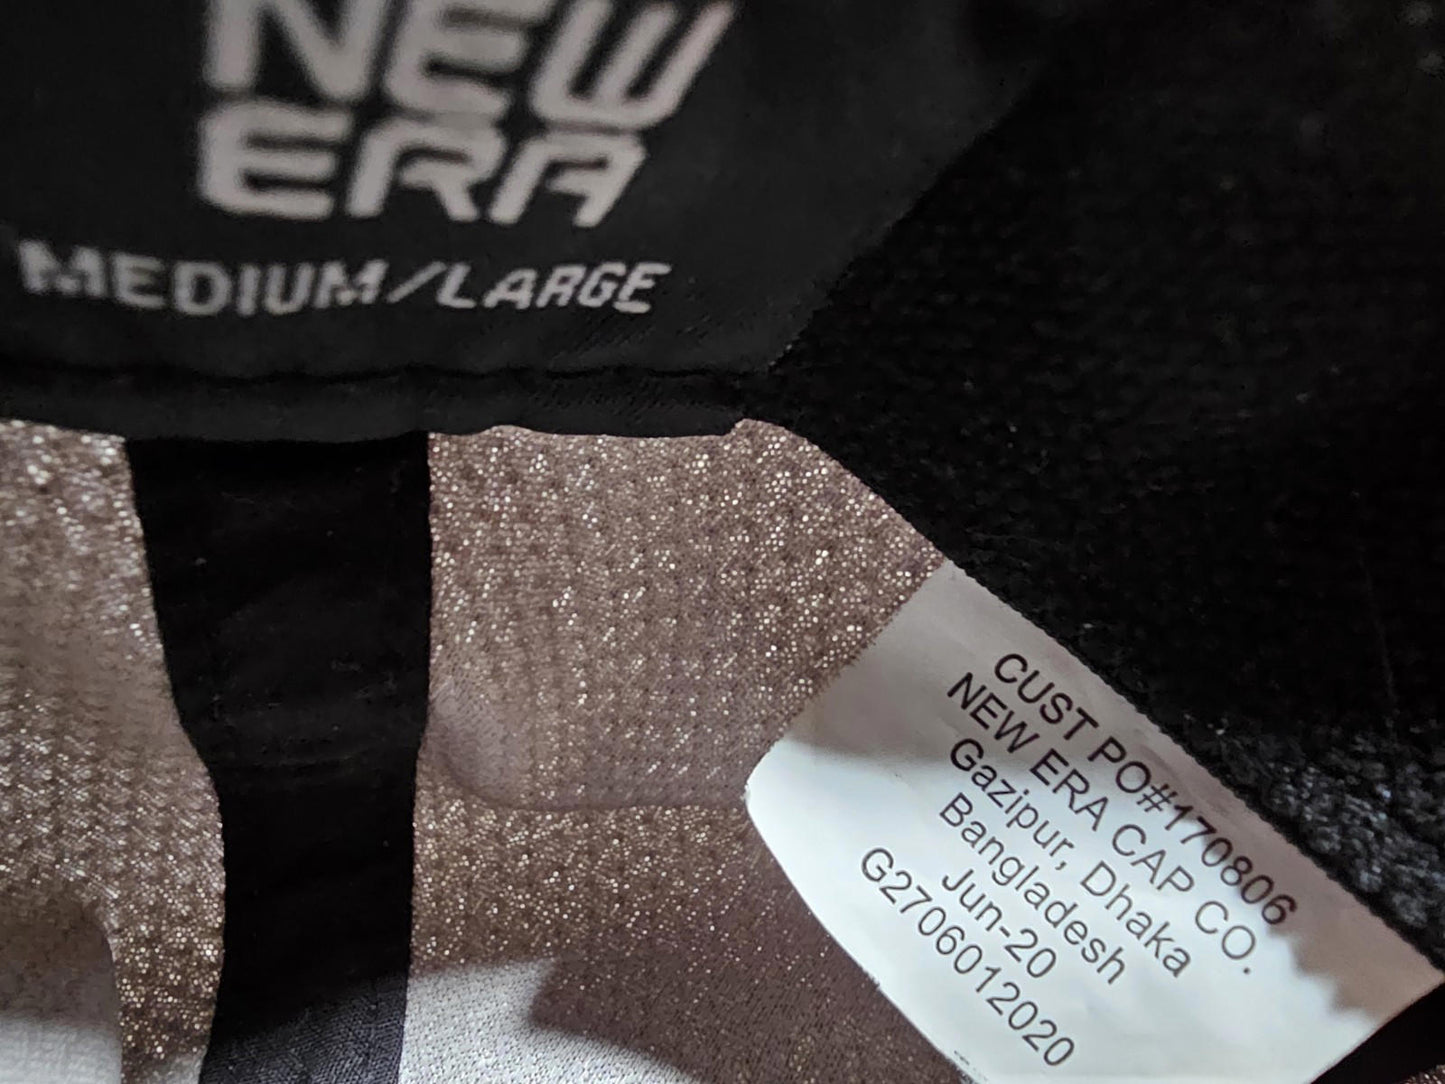 NEW
ERA
MEDIUM/LARGE
CUST PO#170806
NEW ERA CAP CO.
Gazipur, Dhaka
Bangladesh
Jun-20
G2706012020